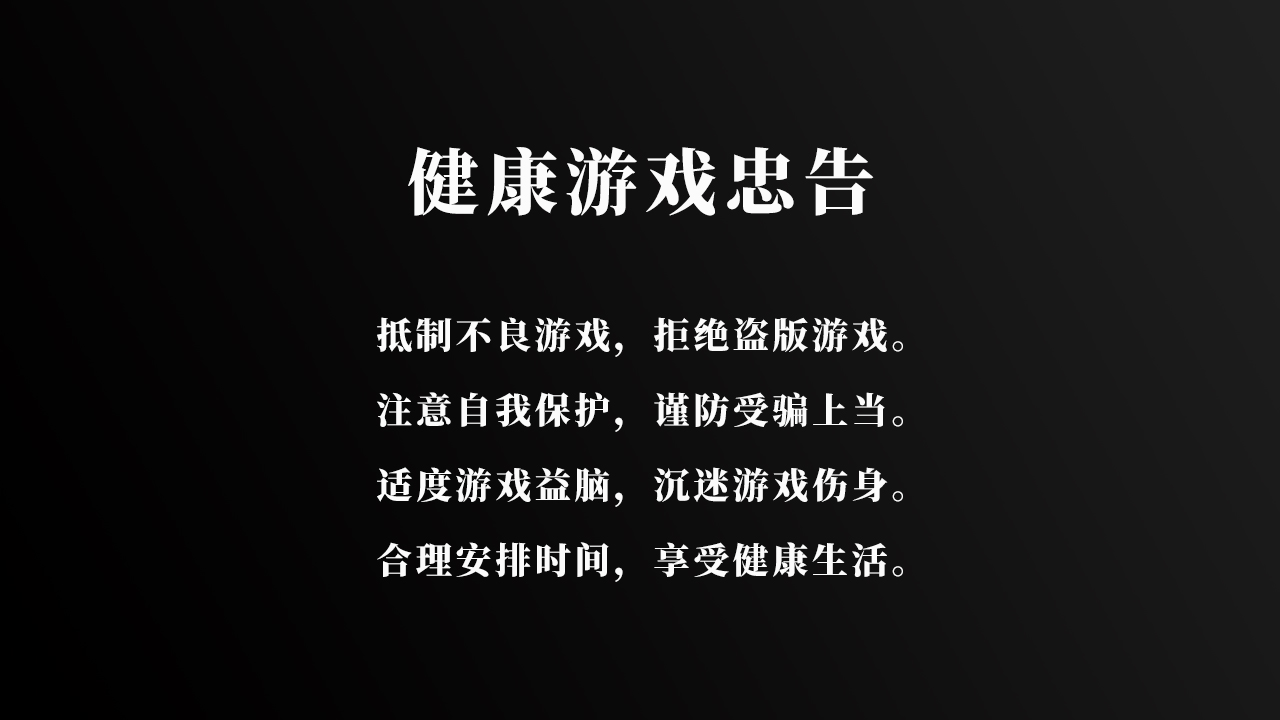 健康游戏忠告
抵制不良游戏，拒绝盗版游戏。
注意自我保护，谨防受骗上当。
适度游戏益脑，沉迷游戏伤身。
合理安排时间，享受健康生活。